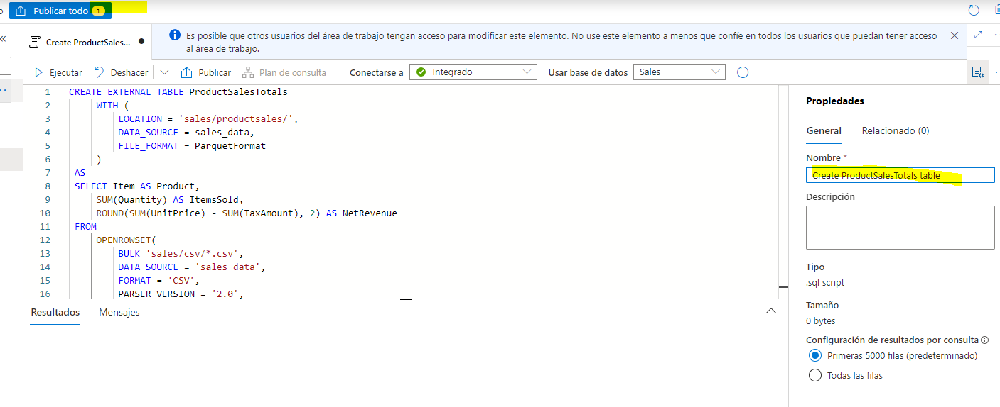 Publicar todo 1
Create ProductSales...
Es posible que otros usuarios del área de trabajo tengan acceso para modificar este elemento. No use este elemento a menos que confíe en todos los usuarios que puedan tener acceso
al área de trabajo.
Ejecutar Deshacer Publicar Plan de consulta Conectarse a Integrado Usar base de datos Sales
1 CREATE EXTERNAL TABLE ProductSalesTotals
2 WITH (
3 LOCATION = 'sales/productsales/',
4 DATA_SOURCE = sales_data,
5 FILE_FORMAT = ParquetFormat
6 )
7 AS
8 SELECT Item AS Product,
9 SUM(Quantity) AS ItemsSold,
10 ROUND(SUM(UnitPrice) - SUM(TaxAmount), 2) AS NetRevenue
11 FROM
12 OPENROWSET(
13 BULK 'sales/csv/*.csv',
14 DATA_SOURCE = 'sales_data',
15 FORMAT = 'CSV',
16 PARSER_VERSION = '2.0',
Resultados Mensajes
Propiedades
General Relacionado (0)
Nombre *
Create ProductSalesTotals table
Descripción
Tipo
.sql script
Tamaño
0 bytes
Configuración de resultados por consulta
Primeras 5000 filas (predeterminado)
Todas las filas